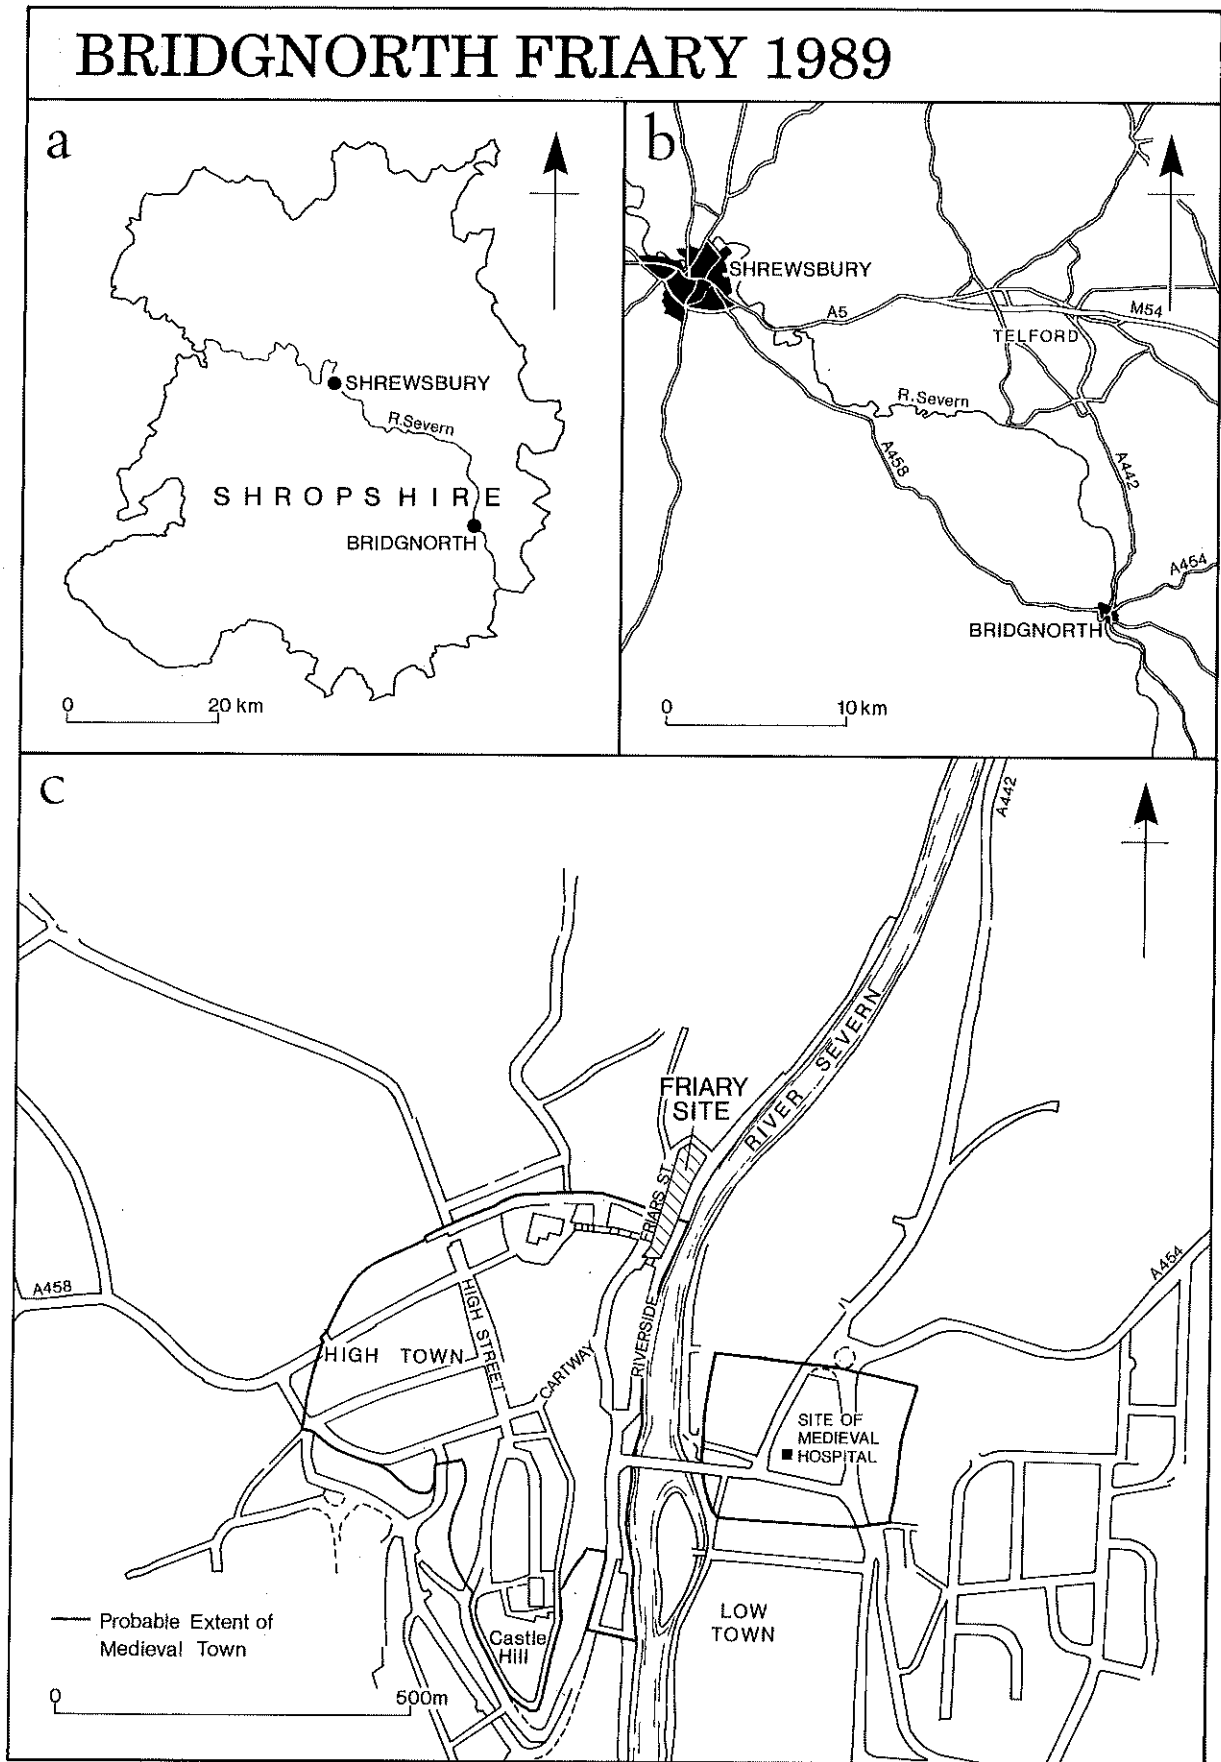 BRIDGNORTH FRIARY 1989
a
SHREWSBURY
R.Severn
SHROPSHIRE
BRIDGNORTH
0 20 km
b
SHREWSBURY
A5
M54
TELFORD
R.Severn
A458
A442
A454
BRIDGNORTH
0 10 km
c
A442
RIVER SEVERN
FRIARY
SITE
FRIARS ST.
A454
A458
HIGH STREET
RIVERSIDE
HIGH TOWN
CARTWAY
SITE OF
MEDIEVAL
HOSPITAL
LOW
TOWN
Castle
Hill
Probable Extent of
Medieval Town
0 500m